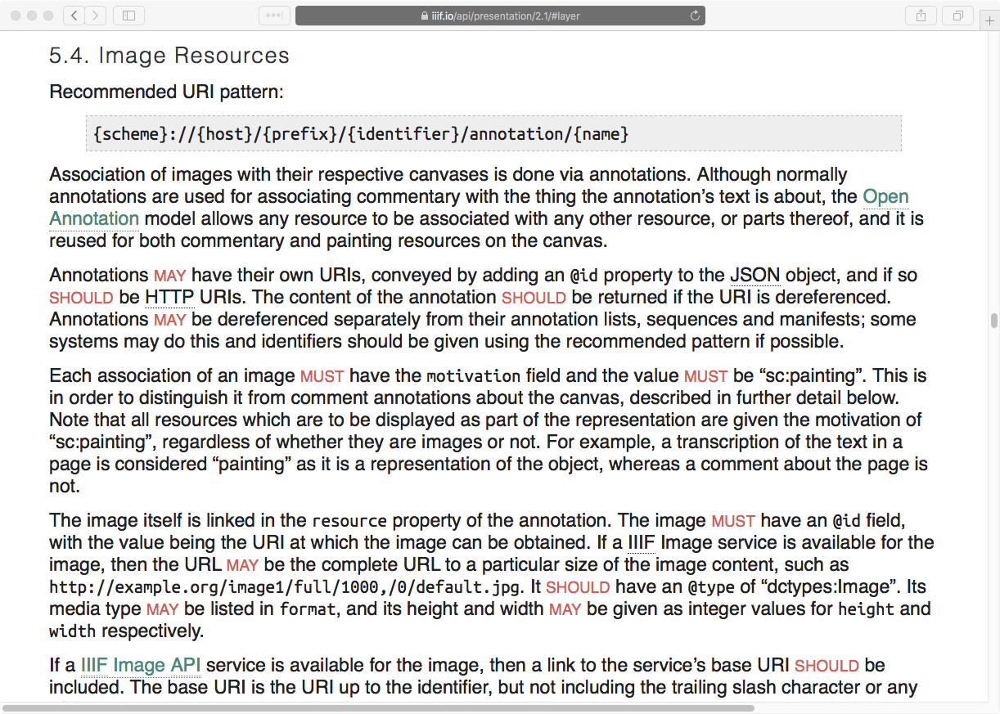 iiif.io/api/presentation/2.1/#layer
5.4. Image Resources
Recommended URI pattern:
{scheme}://{host}/{prefix}/{identifier}/annotation/{name}
Association of images with their respective canvases is done via annotations. Although normally
annotations are used for associating commentary with the thing the annotation’s text is about, the Open
Annotation model allows any resource to be associated with any other resource, or parts thereof, and it is
reused for both commentary and painting resources on the canvas.
Annotations MAY have their own URIs, conveyed by adding an @id property to the JSON object, and if so
SHOULD be HTTP URIs. The content of the annotation SHOULD be returned if the URI is dereferenced.
Annotations MAY be dereferenced separately from their annotation lists, sequences and manifests; some
systems may do this and identifiers should be given using the recommended pattern if possible.
Each association of an image MUST have the motivation field and the value MUST be “sc:painting”. This is
in order to distinguish it from comment annotations about the canvas, described in further detail below.
Note that all resources which are to be displayed as part of the representation are given the motivation of
“sc:painting”, regardless of whether they are images or not. For example, a transcription of the text in a
page is considered “painting” as it is a representation of the object, whereas a comment about the page is
not.
The image itself is linked in the resource property of the annotation. The image MUST have an @id field,
with the value being the URI at which the image can be obtained. If a IIIF Image service is available for the
image, then the URL MAY be the complete URL to a particular size of the image content, such as
http://example.org/image1/full/1000,/0/default.jpg. It SHOULD have an @type of “dctypes:Image”. Its
media type MAY be listed in format, and its height and width MAY be given as integer values for height and
width respectively.
If a IIIF Image API service is available for the image, then a link to the service’s base URI SHOULD be
included. The base URI is the URI up to the identifier, but not including the trailing slash character or any